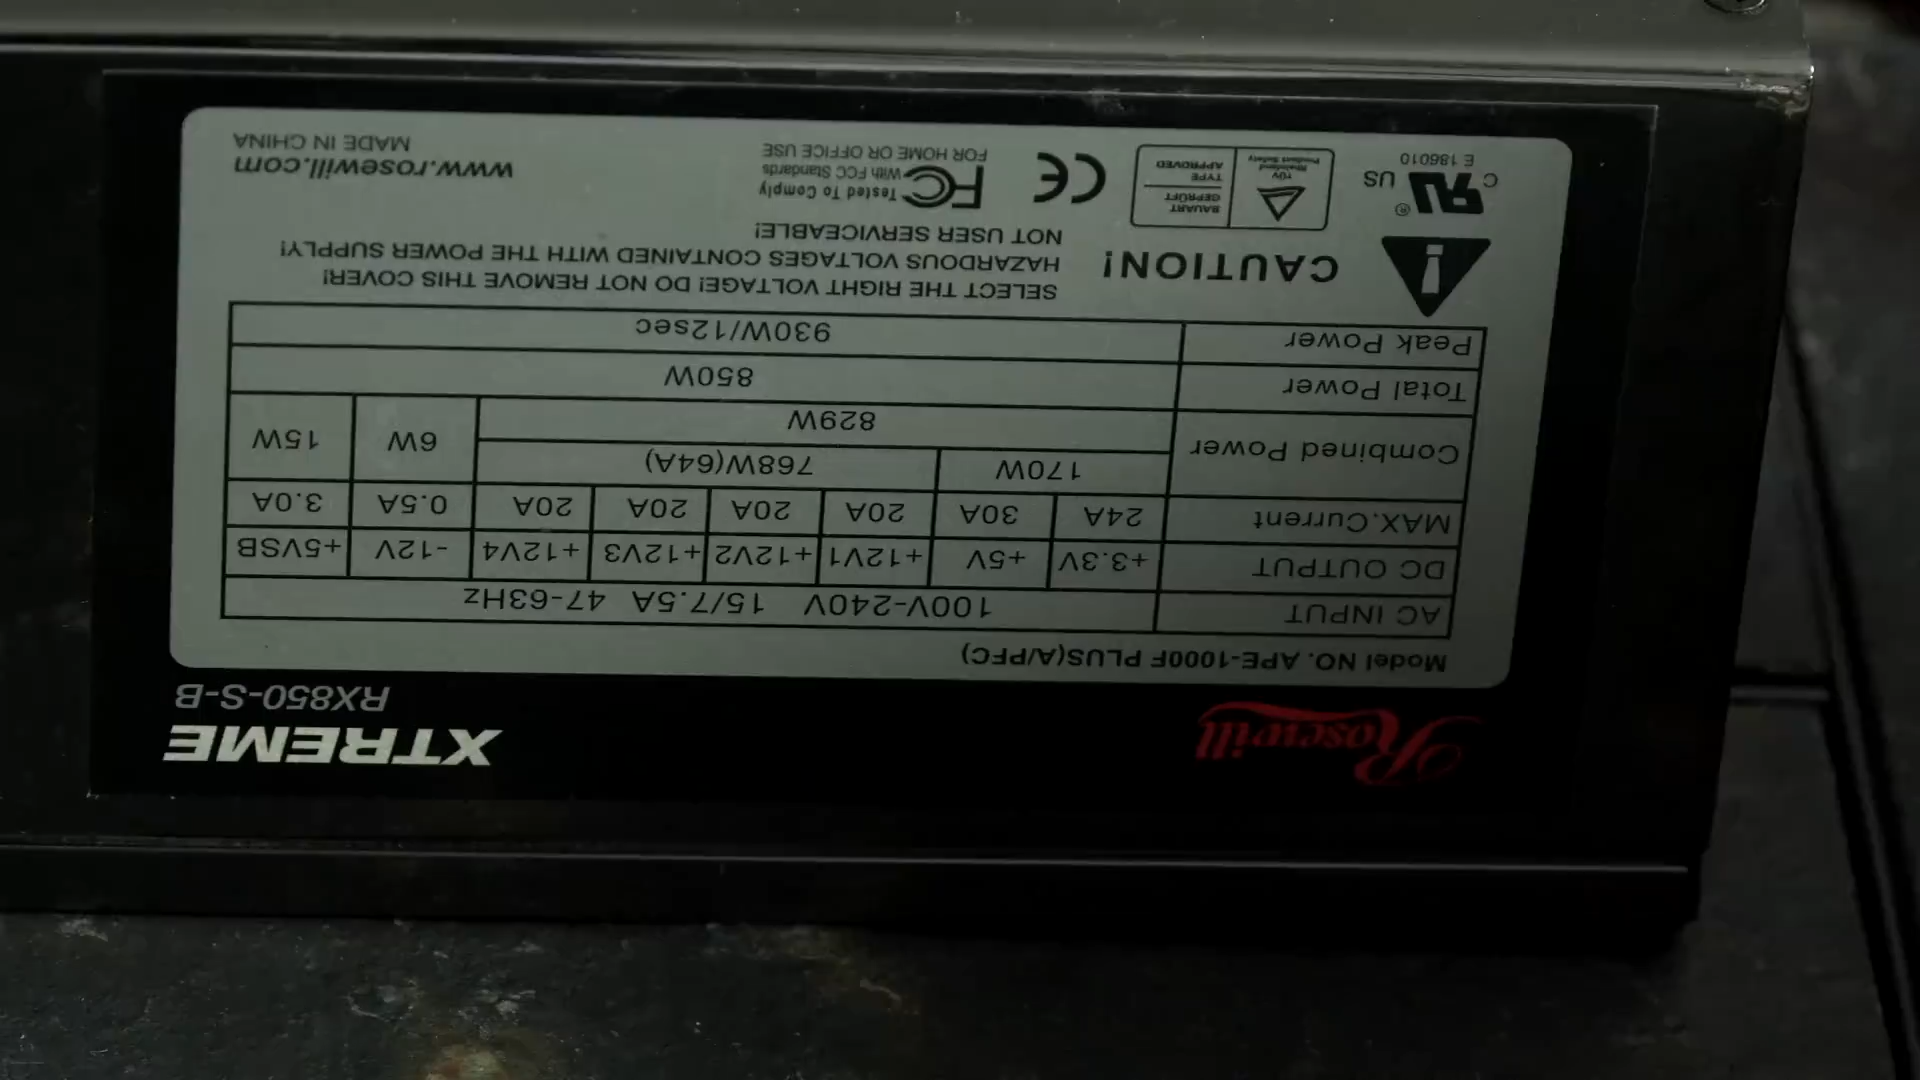 Rosewill
XTREME
RX850-S-B
Model NO. APE-1000F PLUS(A/PFC)
AC INPUT 100V-240V 15/7.5A 47-63Hz
DC OUTPUT +3.3V +5V +12V1 +12V2 +12V3 +12V4 -12V +5VSB
MAX.Current 24A 30A 20A 20A 20A 20A 0.5A 3.0A
Combined Power 170W 768W(64A) 6W 15W
829W
Total Power 850W
Peak Power 930W/12sec
CAUTION!
SELECT THE RIGHT VOLTAGE! DO NOT REMOVE THIS COVER!
HAZARDOUS VOLTAGES CONTAINED WITH THE POWER SUPPLY!
NOT USER SERVICEABLE!
C RU US ®
E 186010
BAUART
GEPRÜFT
TYPE
APPROVED
TÜV
Rheinland
Product Safety
CE
FC
Tested To Comply
With FCC Standards
FOR HOME OR OFFICE USE
www.rosewill.com
MADE IN CHINA